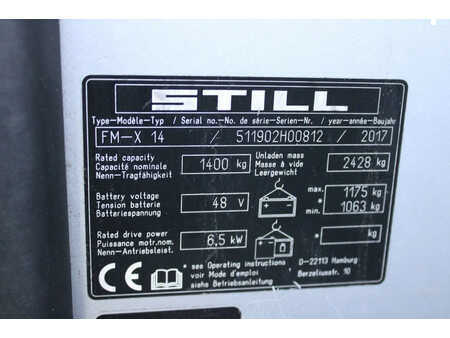 STILL
Type-Modèle-Typ / Serial no.-No. de série-Serien-Nr. / year-année-Baujahr
FM-X 14 / 511902H00812 / 2017
Rated capacity
Capacité nominale
Nenn-Tragfähigkeit
1400 kg
Unladen mass
Masse à vide
Leergewicht
2428 kg
Battery voltage
Tension batterie
Batteriespannung
48 V
max. 1175 kg
* *
min. 1063 kg
Rated drive power
Puissance motr.nom.
Nenn-Antriebsleist.
6,5 kW
* kg
CE
*see Operating instructions
voir Mode d'emploi
siehe Betriebsanleitung
D-22113 Hamburg
Berzeliusstr. 10